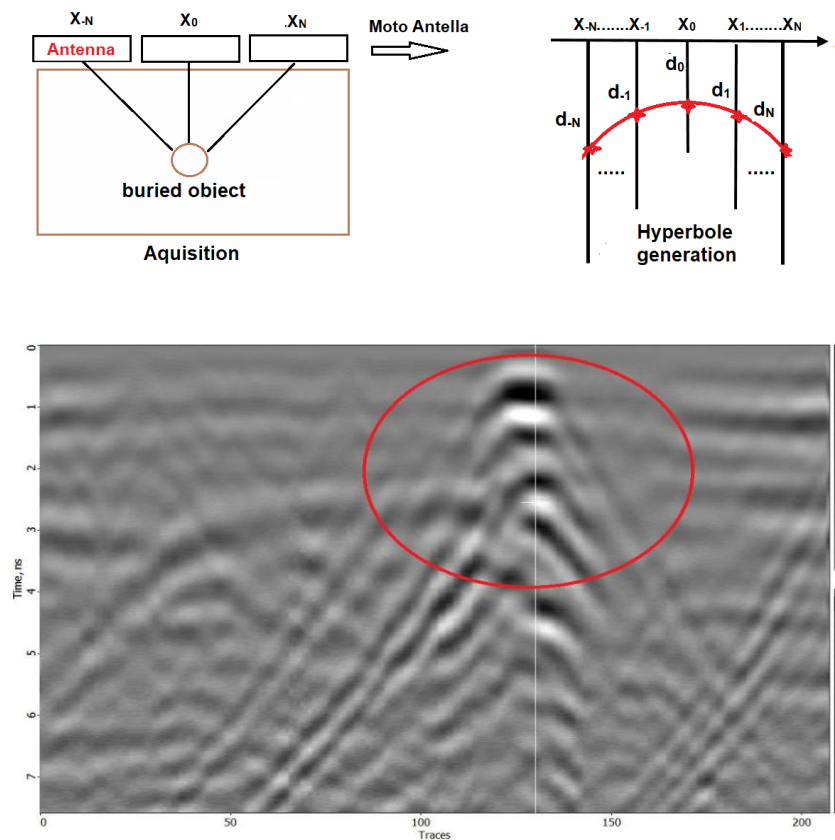 X-N X0 .XN Moto Antella
Antenna
buried object
Aquisition
X-N.......X-1 X0 X1........XN
d0
d-1 d1
d-N dN
..... .....
Hyperbole
generation
0
1
2
3
4
5
6
7
Time, ns
0 50 100 150 200
Traces